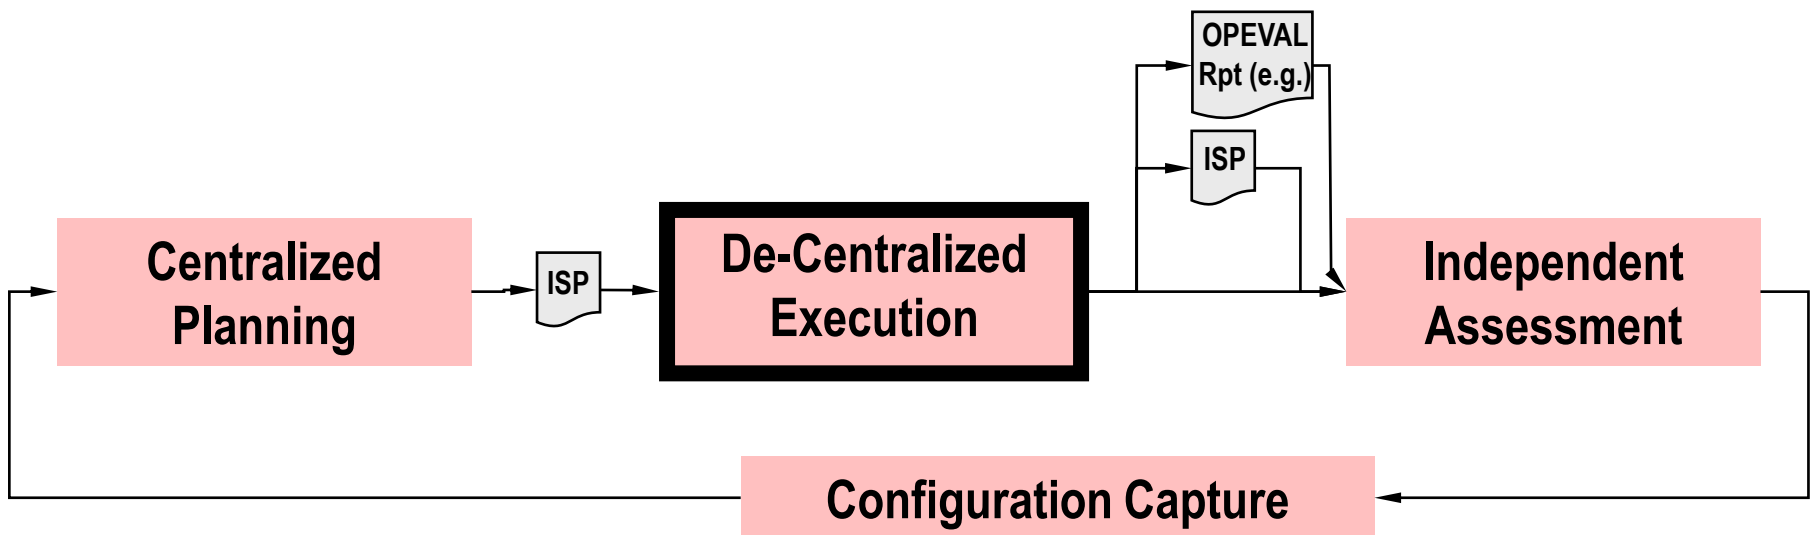 OPEVAL
Rpt (e.g.)
ISP
Centralized
Planning
ISP
De-Centralized
Execution
Independent
Assessment
Configuration Capture